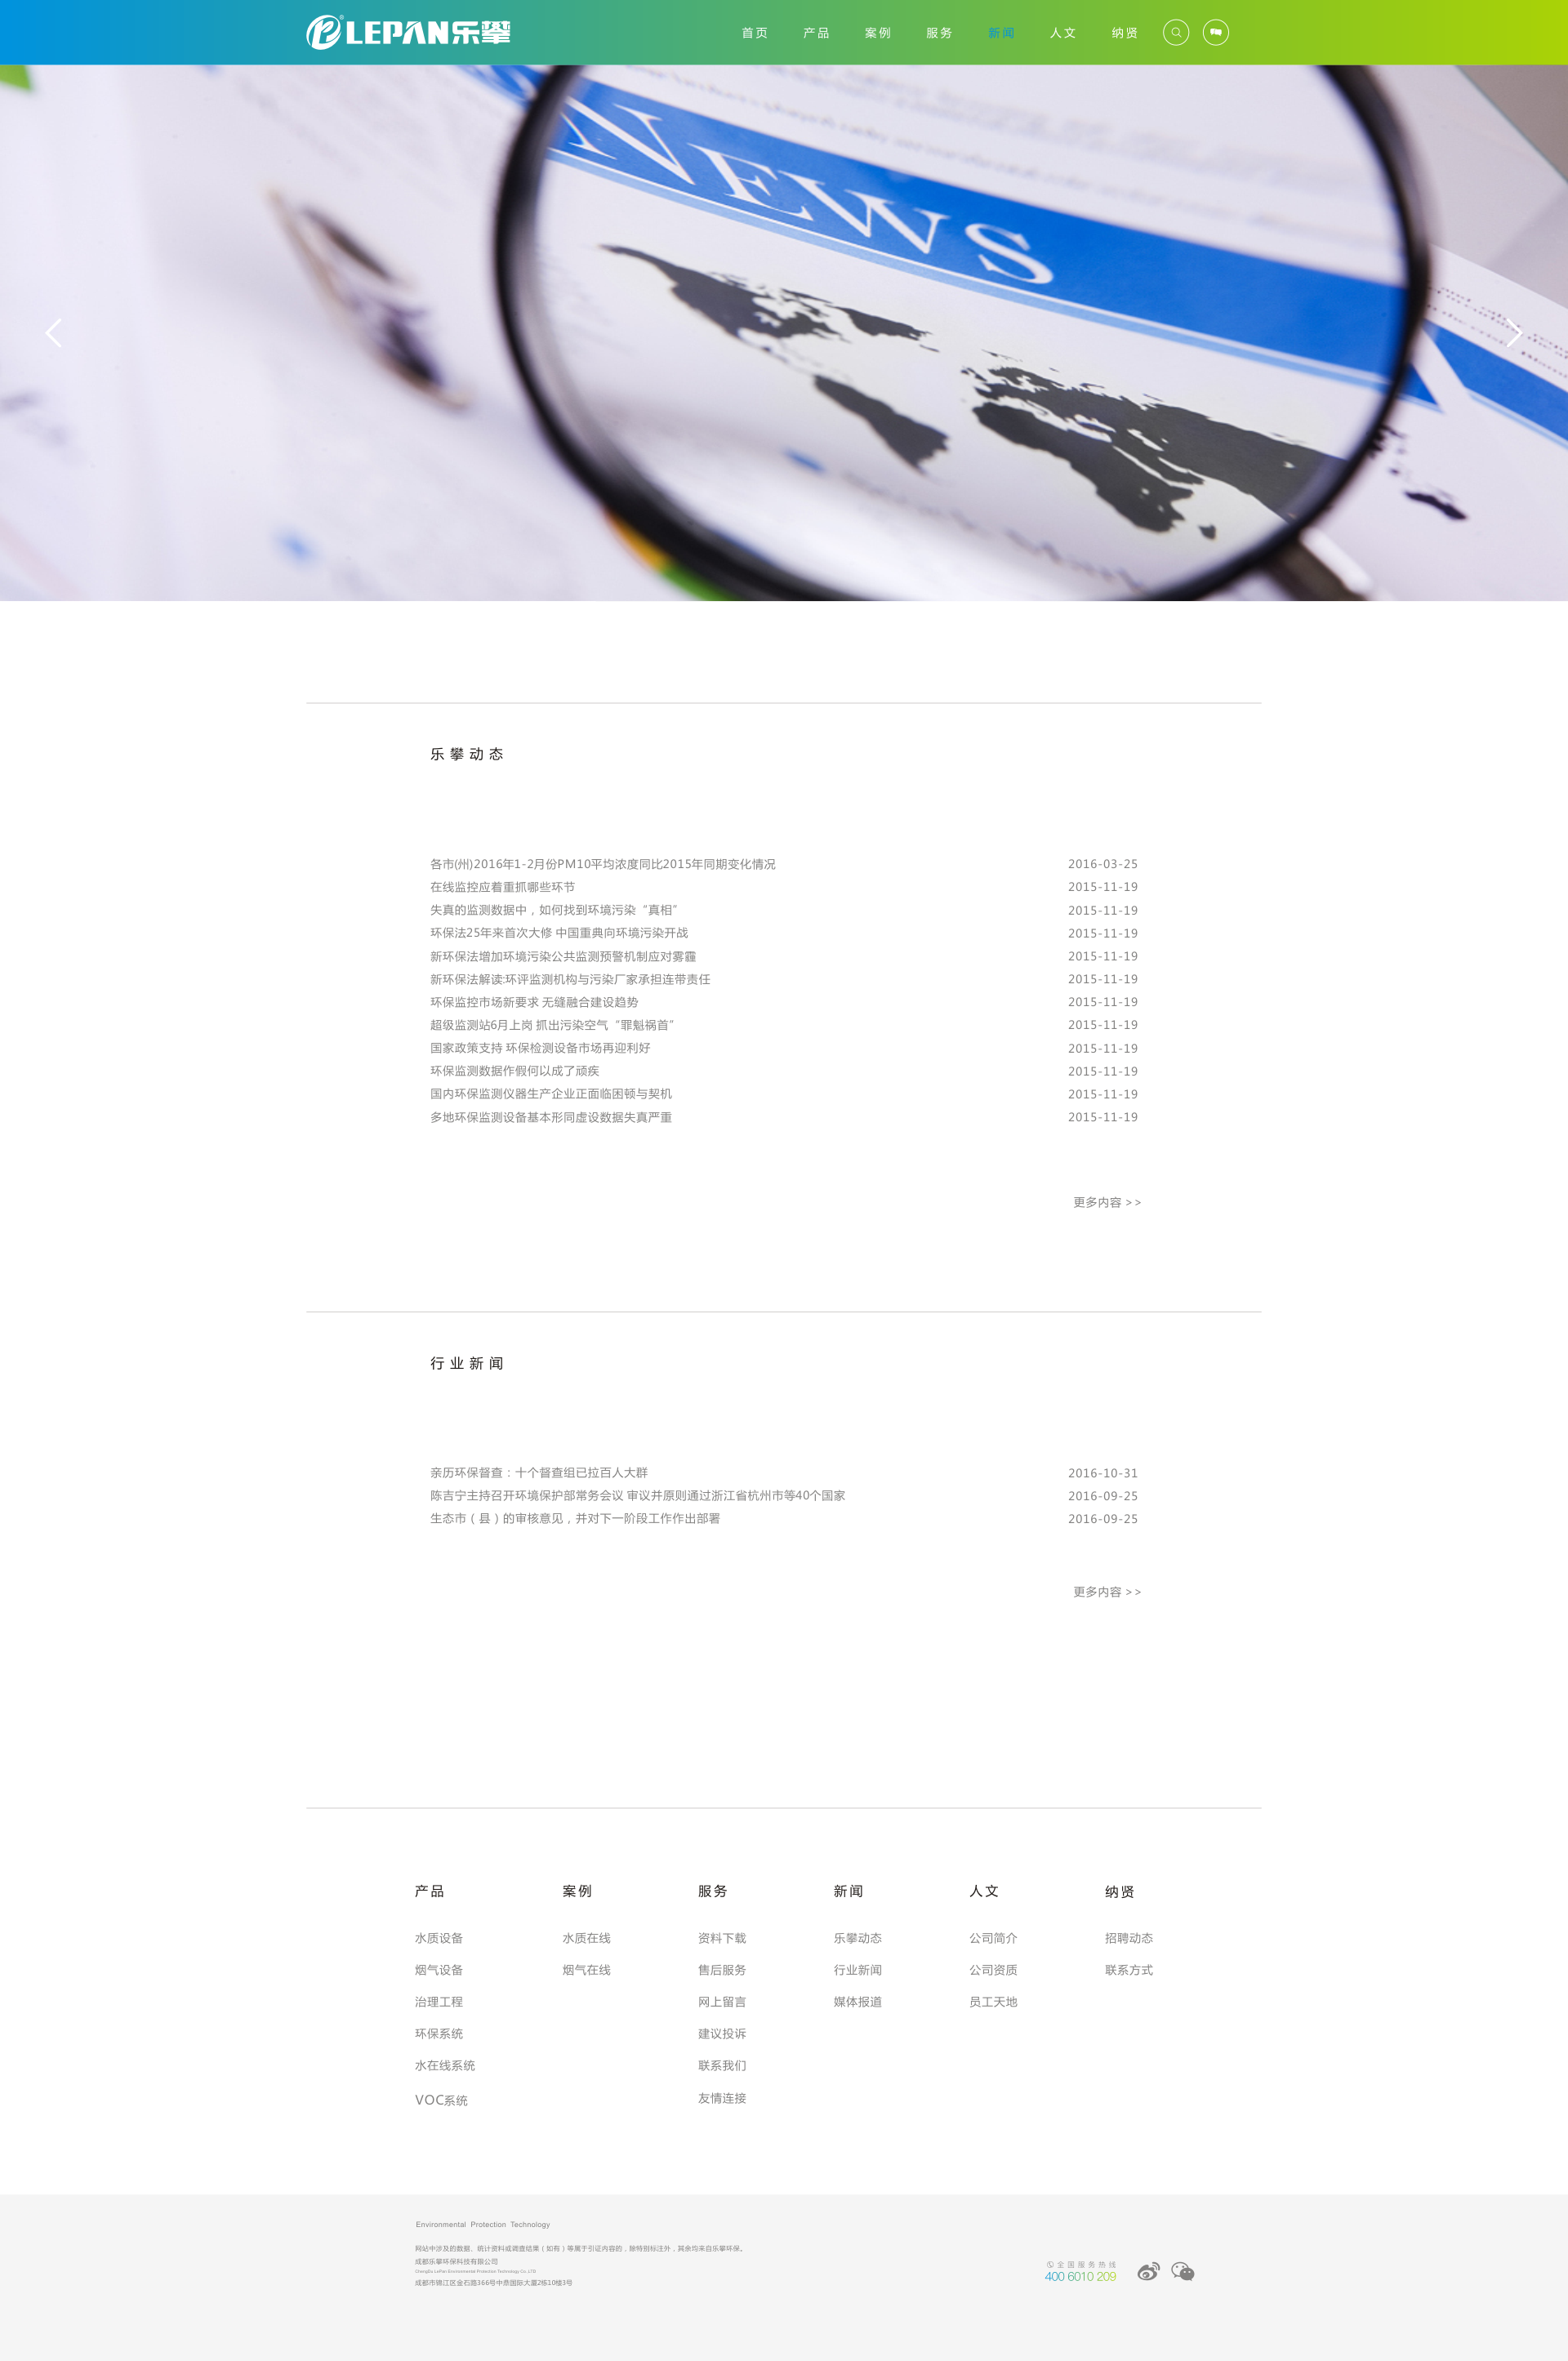 LEPAN乐攀
首页 产品 案例 服务 新闻 人文 纳贤
NEWS
乐攀动态
各市(州)2016年1-2月份PM10平均浓度同比2015年同期变化情况 2016-03-25
在线监控应着重抓哪些环节 2015-11-19
失真的监测数据中，如何找到环境污染“真相” 2015-11-19
环保法25年来首次大修 中国重典向环境污染开战 2015-11-19
新环保法增加环境污染公共监测预警机制应对雾霾 2015-11-19
新环保法解读:环评监测机构与污染厂家承担连带责任 2015-11-19
环保监控市场新要求 无缝融合建设趋势 2015-11-19
超级监测站6月上岗 抓出污染空气“罪魁祸首” 2015-11-19
国家政策支持 环保检测设备市场再迎利好 2015-11-19
环保监测数据作假何以成了顽疾 2015-11-19
国内环保监测仪器生产企业正面临困顿与契机 2015-11-19
多地环保监测设备基本形同虚设数据失真严重 2015-11-19
更多内容 >>
行业新闻
亲历环保督查：十个督查组已拉百人大群 2016-10-31
陈吉宁主持召开环境保护部常务会议 审议并原则通过浙江省杭州市等40个国家 2016-09-25
生态市（县）的审核意见，并对下一阶段工作作出部署 2016-09-25
更多内容 >>
产品 案例 服务 新闻 人文 纳贤
水质设备 水质在线 资料下载 乐攀动态 公司简介 招聘动态
烟气设备 烟气在线 售后服务 行业新闻 公司资质 联系方式
治理工程 网上留言 媒体报道 员工天地
环保系统 建议投诉
水在线系统 联系我们
VOC系统 友情连接
Environmental Protection Technology
网站中涉及的数据、统计资料或调查结果（如有）等属于引证内容的，除特别标注外，其余均来自乐攀环保。
成都乐攀环保科技有限公司
ChengDu LePan Environmental Protection Technology Co.,LTD
成都市锦江区金石路366号中鼎国际大厦2栋10楼3号
全国服务热线
400 6010 209